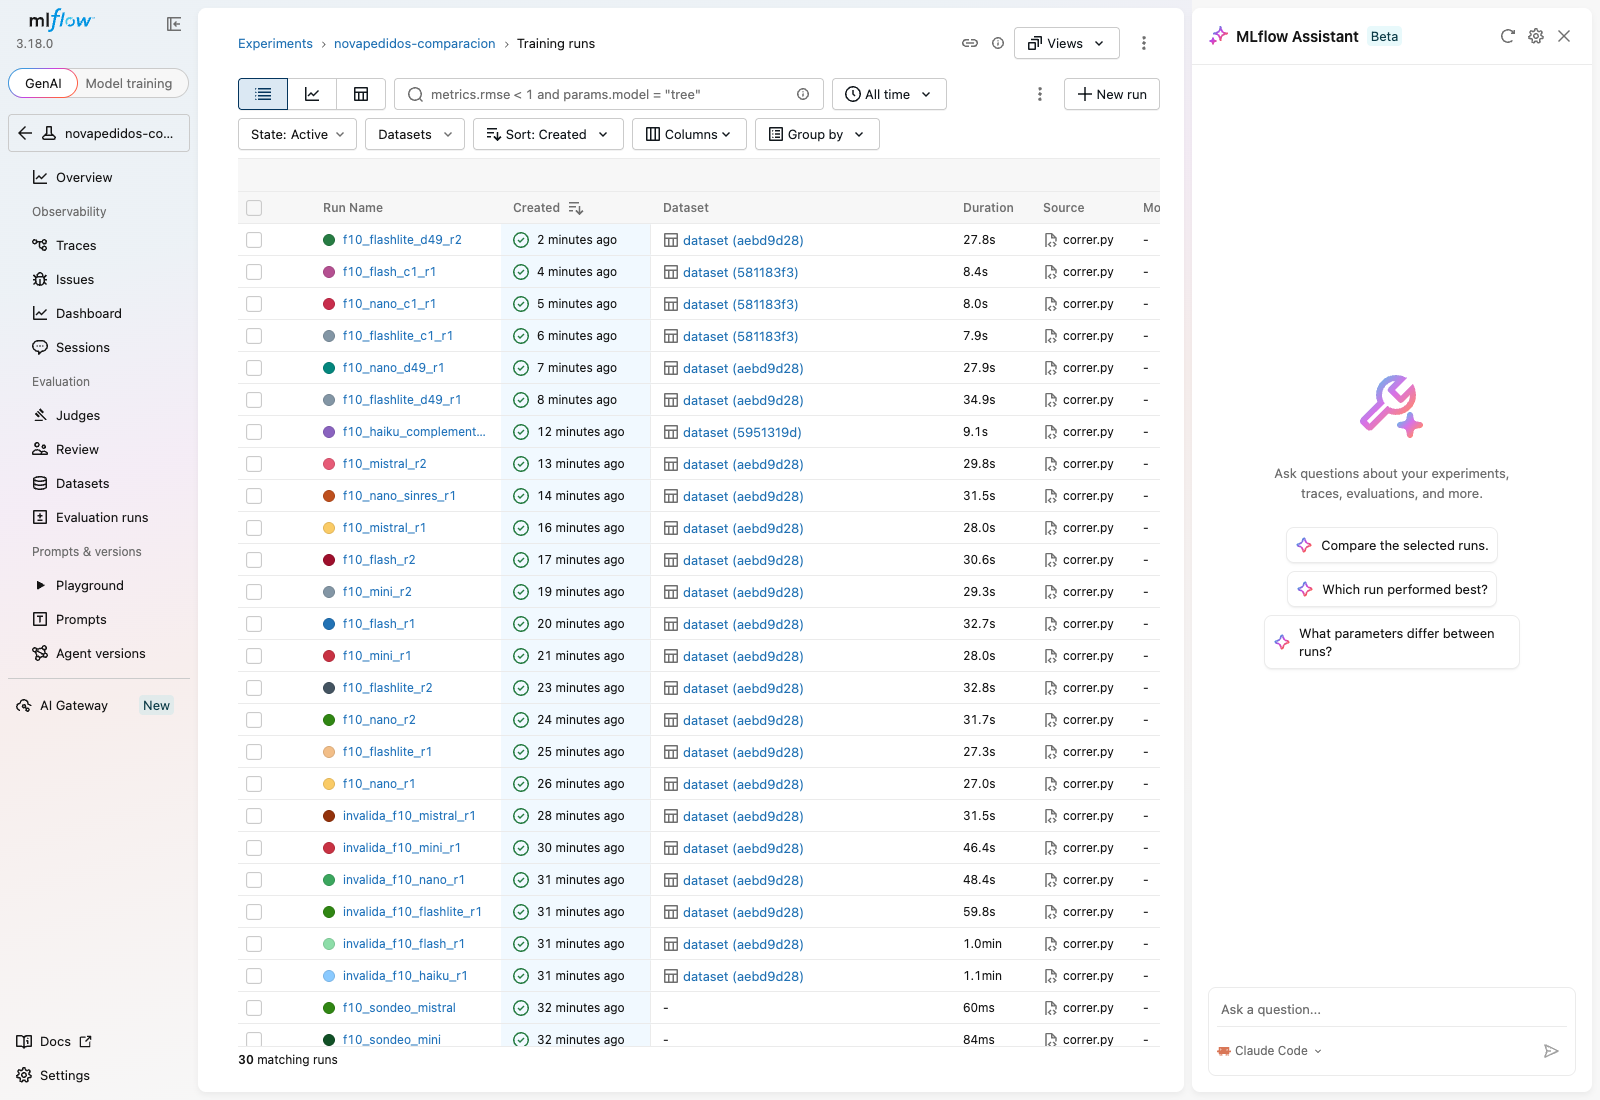 mlflow
3.18.0
GenAI
Model training
novapedidos-co...
Overview
Observability
Traces
Issues
Dashboard
Sessions
Evaluation
Judges
Review
Datasets
Evaluation runs
Prompts & versions
Playground
Prompts
Agent versions
AI Gateway New
Docs
Settings
Experiments › novapedidos-comparacion › Training runs
Views
metrics.rmse < 1 and params.model = "tree"
All time
New run
State: Active
Datasets
Sort: Created
Columns
Group by
Run Name Created Dataset Duration Source Mo
f10_flashlite_d49_r2 2 minutes ago dataset (aebd9d28) 27.8s correr.py -
f10_flash_c1_r1 4 minutes ago dataset (581183f3) 8.4s correr.py -
f10_nano_c1_r1 5 minutes ago dataset (581183f3) 8.0s correr.py -
f10_flashlite_c1_r1 6 minutes ago dataset (581183f3) 7.9s correr.py -
f10_nano_d49_r1 7 minutes ago dataset (aebd9d28) 27.9s correr.py -
f10_flashlite_d49_r1 8 minutes ago dataset (aebd9d28) 34.9s correr.py -
f10_haiku_complement... 12 minutes ago dataset (5951319d) 9.1s correr.py -
f10_mistral_r2 13 minutes ago dataset (aebd9d28) 29.8s correr.py -
f10_nano_sinres_r1 14 minutes ago dataset (aebd9d28) 31.5s correr.py -
f10_mistral_r1 16 minutes ago dataset (aebd9d28) 28.0s correr.py -
f10_flash_r2 17 minutes ago dataset (aebd9d28) 30.6s correr.py -
f10_mini_r2 19 minutes ago dataset (aebd9d28) 29.3s correr.py -
f10_flash_r1 20 minutes ago dataset (aebd9d28) 32.7s correr.py -
f10_mini_r1 21 minutes ago dataset (aebd9d28) 28.0s correr.py -
f10_flashlite_r2 23 minutes ago dataset (aebd9d28) 32.8s correr.py -
f10_nano_r2 24 minutes ago dataset (aebd9d28) 31.7s correr.py -
f10_flashlite_r1 25 minutes ago dataset (aebd9d28) 27.3s correr.py -
f10_nano_r1 26 minutes ago dataset (aebd9d28) 27.0s correr.py -
invalida_f10_mistral_r1 28 minutes ago dataset (aebd9d28) 31.5s correr.py -
invalida_f10_mini_r1 30 minutes ago dataset (aebd9d28) 46.4s correr.py -
invalida_f10_nano_r1 31 minutes ago dataset (aebd9d28) 48.4s correr.py -
invalida_f10_flashlite_r1 31 minutes ago dataset (aebd9d28) 59.8s correr.py -
invalida_f10_flash_r1 31 minutes ago dataset (aebd9d28) 1.0min correr.py -
invalida_f10_haiku_r1 31 minutes ago dataset (aebd9d28) 1.1min correr.py -
f10_sondeo_mistral 32 minutes ago - 60ms correr.py -
f10_sondeo_mini 32 minutes ago - 84ms correr.py -
30 matching runs
MLflow Assistant Beta
Ask questions about your experiments,
traces, evaluations, and more.
Compare the selected runs.
Which run performed best?
What parameters differ between
runs?
Ask a question...
Claude Code